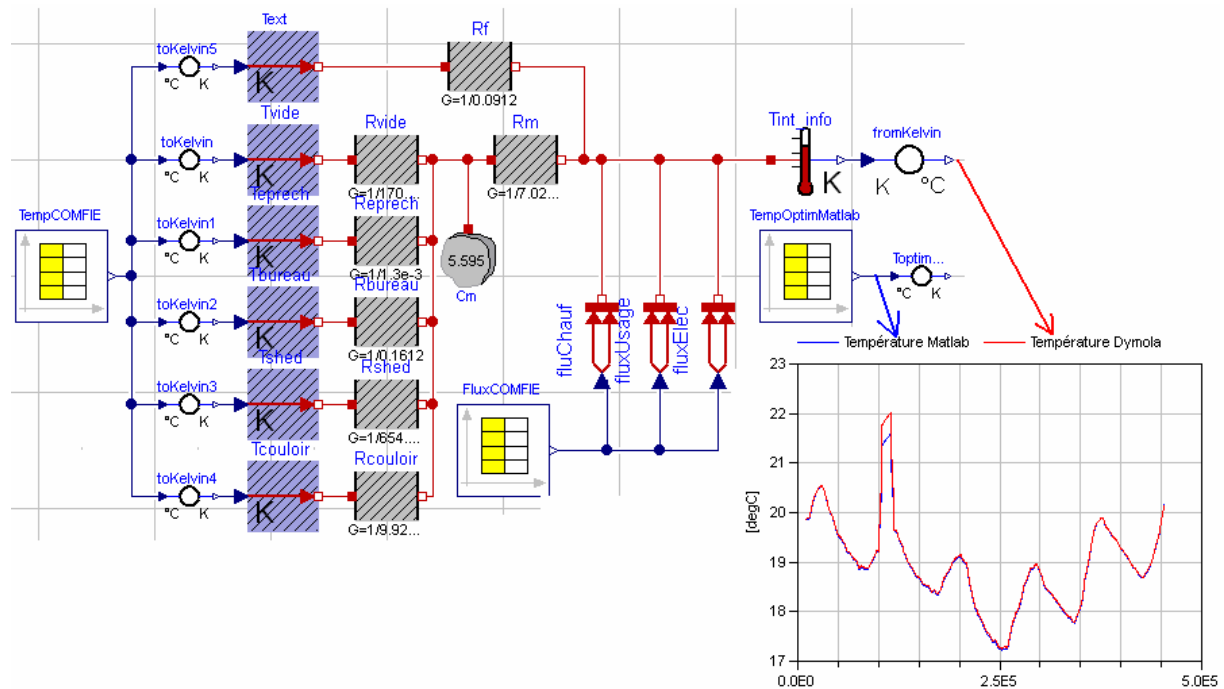 Text
Rf
toKelvin5
°C K
K
G=1/0.0912
Tvide
Rvide
Rm
Tint_info
fromKelvin
toKelvin
°C K
K
K
K °C
G=1/170....
G=1/7.02...
Teprech
Reprech
TempCOMFIE
toKelvin1
°C K
K
5.595
TempOptimMatlab
Toptim...
°C K
G=1/1.3e-3
Cm
Tbureau
Rbureau
toKelvin2
°C K
K
G=1/0.1612
fluChauf
fluxUsage
fluxElec
Tshed
Rshed
Température Matlab
Température Dymola
toKelvin3
°C K
K
FluxCOMFIE
G=1/654....
Tcouloir
Rcouloir
toKelvin4
°C K
K
G=1/9.92...
23
22
21
20
19
18
17
[degC]
0.0E0
2.5E5
5.0E5